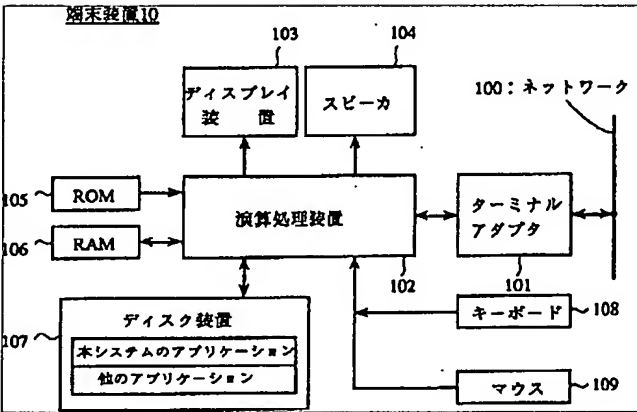 端末装置10
103
104
ディスプレイ
装 置
スピーカ
100：ネットワーク
105
ROM
106
RAM
演算処理装置
ターミナル
アダプタ
102
101
ディスク装置
107
本システムのアプリケーション
他のアプリケーション
キーボード
108
マウス
109